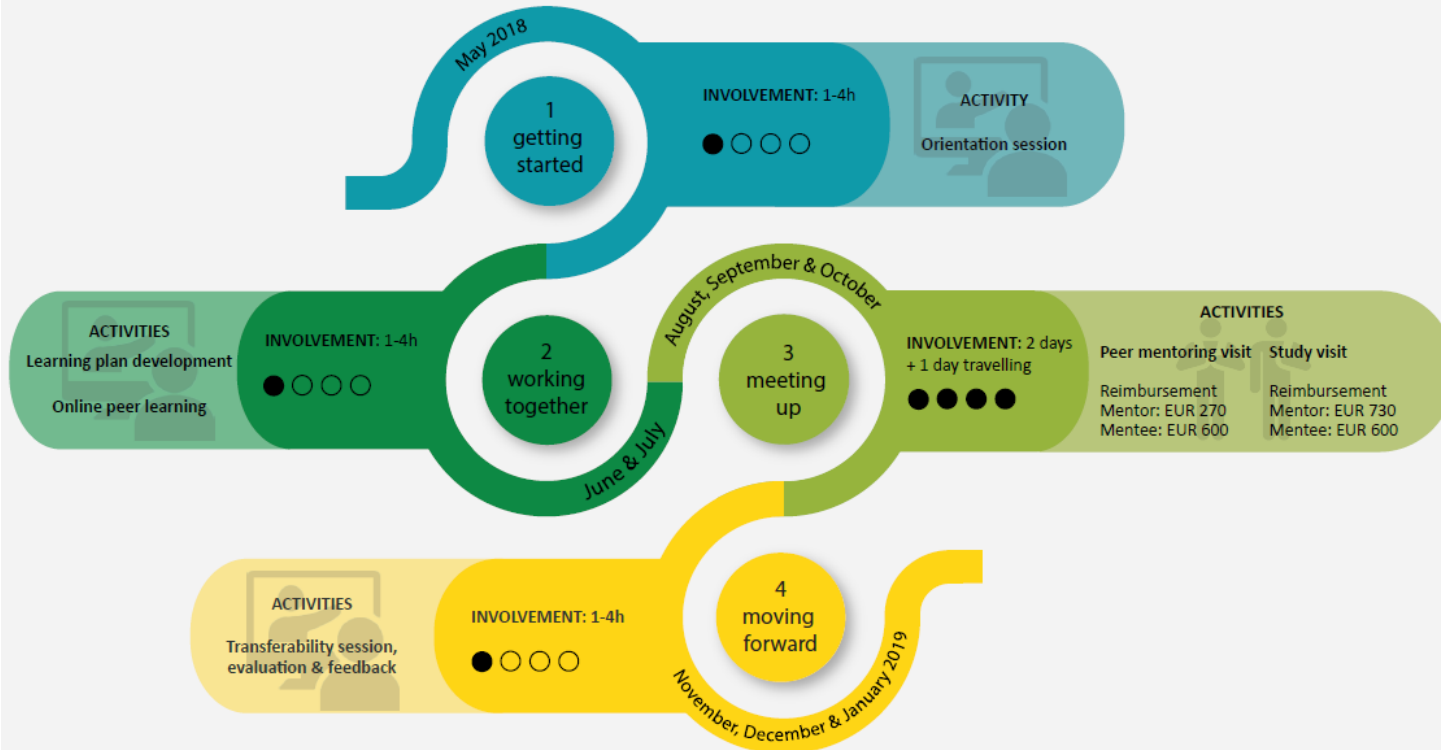 May 2018
1
getting
started
INVOLVEMENT: 1-4h
ACTIVITY
Orientation session
ACTIVITIES
Learning plan development
Online peer learning
INVOLVEMENT: 1-4h
2
working
together
June & July
August, September & October
3
meeting
up
INVOLVEMENT: 2 days
+ 1 day travelling
ACTIVITIES
Peer mentoring visit
Reimbursement
Mentor: EUR 270
Mentee: EUR 600
Study visit
Reimbursement
Mentor: EUR 730
Mentee: EUR 600
ACTIVITIES
Transferability session,
evaluation & feedback
INVOLVEMENT: 1-4h
4
moving
forward
November, December & January 2019